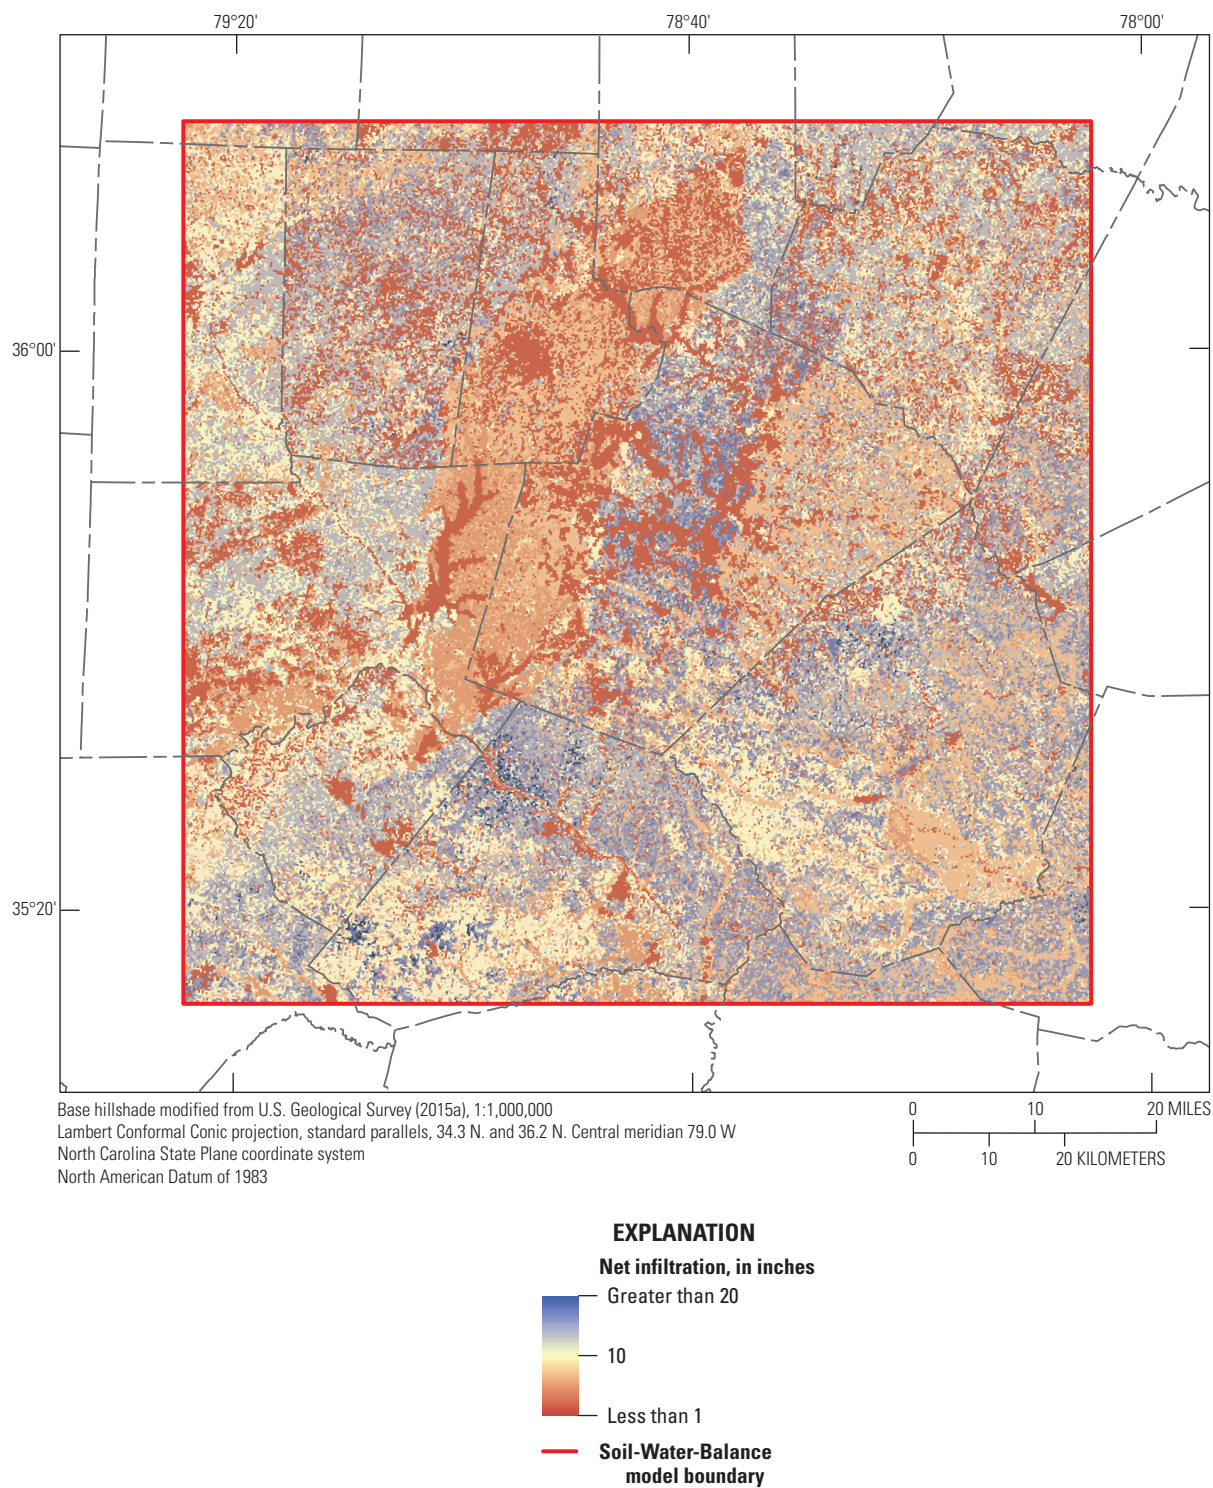 79°20'
78°40'
78°00'
36°00'
35°20'
Base hillshade modified from U.S. Geological Survey (2015a), 1:1,000,000
Lambert Conformal Conic projection, standard parallels, 34.3 N. and 36.2 N. Central meridian 79.0 W
North Carolina State Plane coordinate system
North American Datum of 1983
0 10 20 MILES
0 10 20 KILOMETERS
EXPLANATION
Net infiltration, in inches
Greater than 20
10
Less than 1
Soil-Water-Balance
model boundary